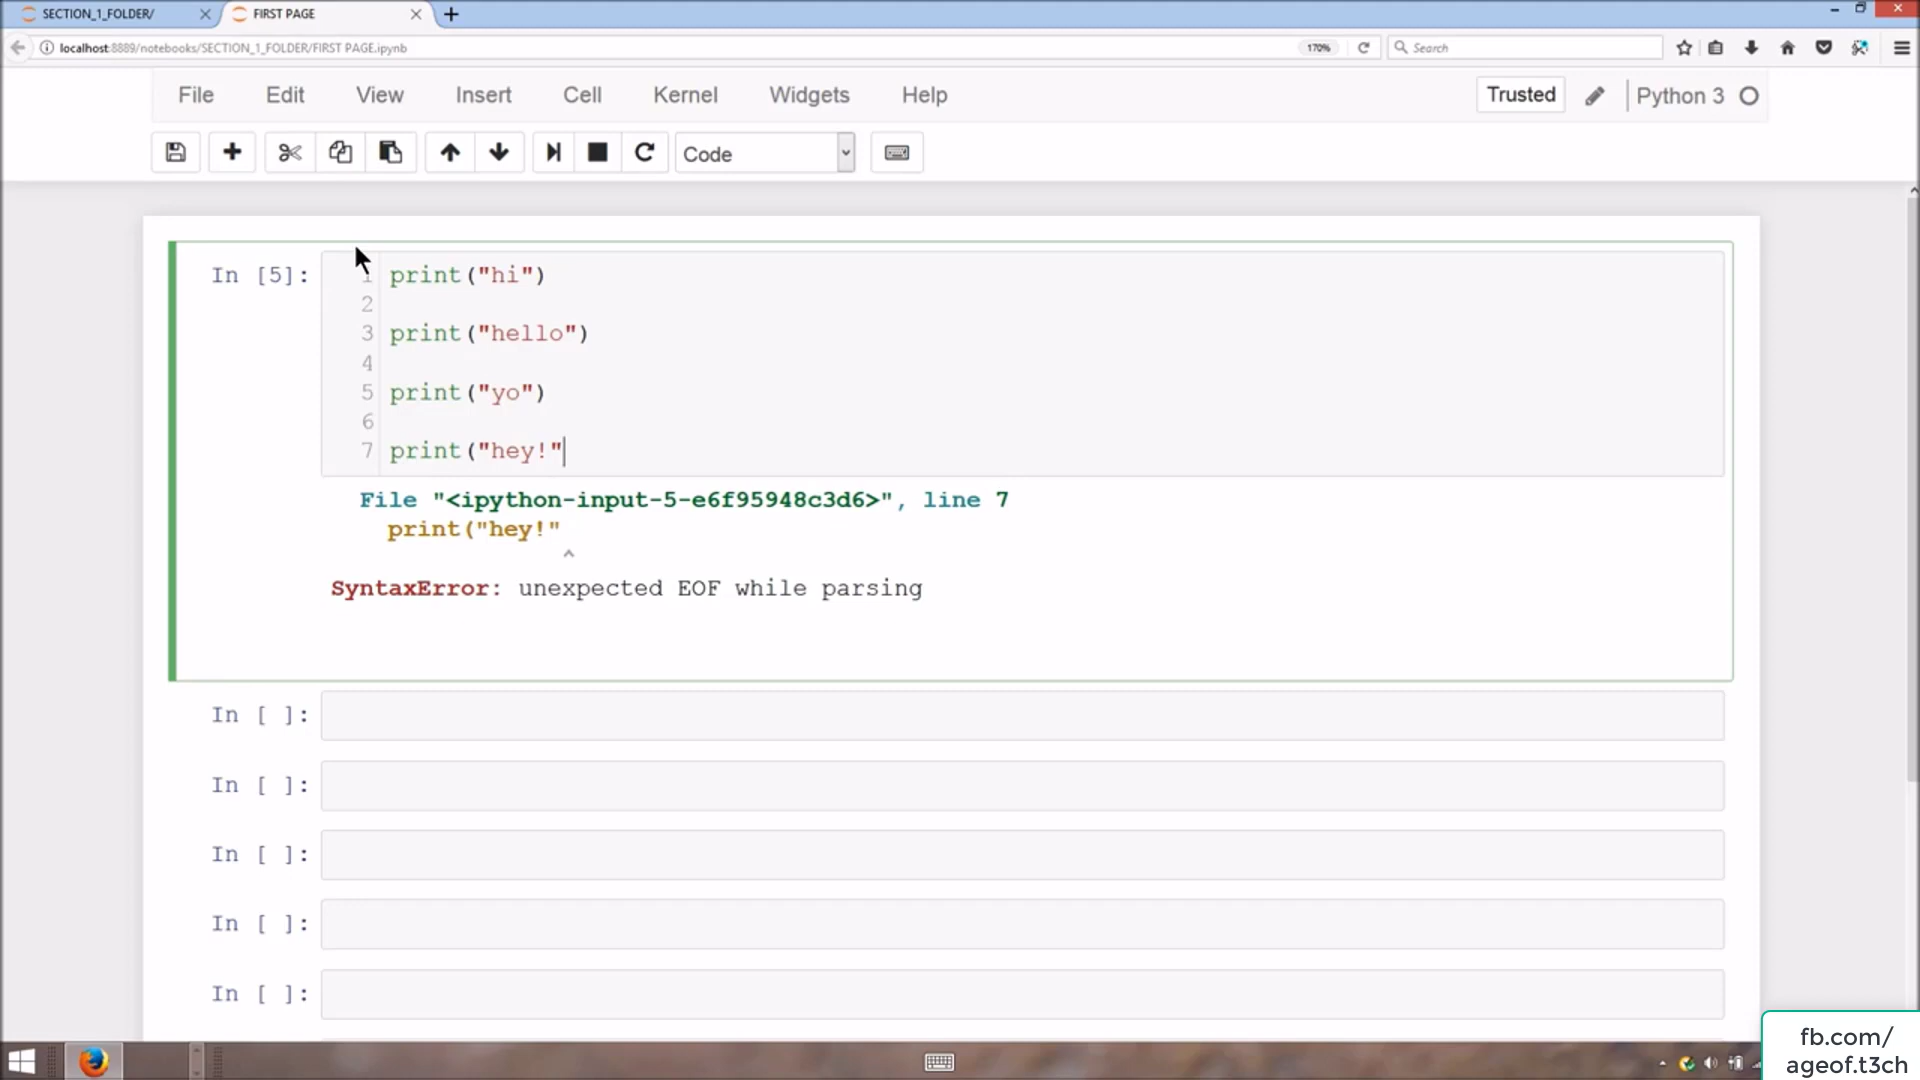 SECTION_1_FOLDER/
FIRST PAGE
localhost:8889/notebooks/SECTION_1_FOLDER/FIRST PAGE.ipynb
170%
Search
File Edit View Insert Cell Kernel Widgets Help
Trusted
Python 3
Code
In [5]:
1 print("hi")
2
3 print("hello")
4
5 print("yo")
6
7 print("hey!"
File "<ipython-input-5-e6f95948c3d6>", line 7
print("hey!"
^
SyntaxError: unexpected EOF while parsing
In [ ]:
In [ ]:
In [ ]:
In [ ]:
In [ ]:
fb.com/
ageof.t3ch